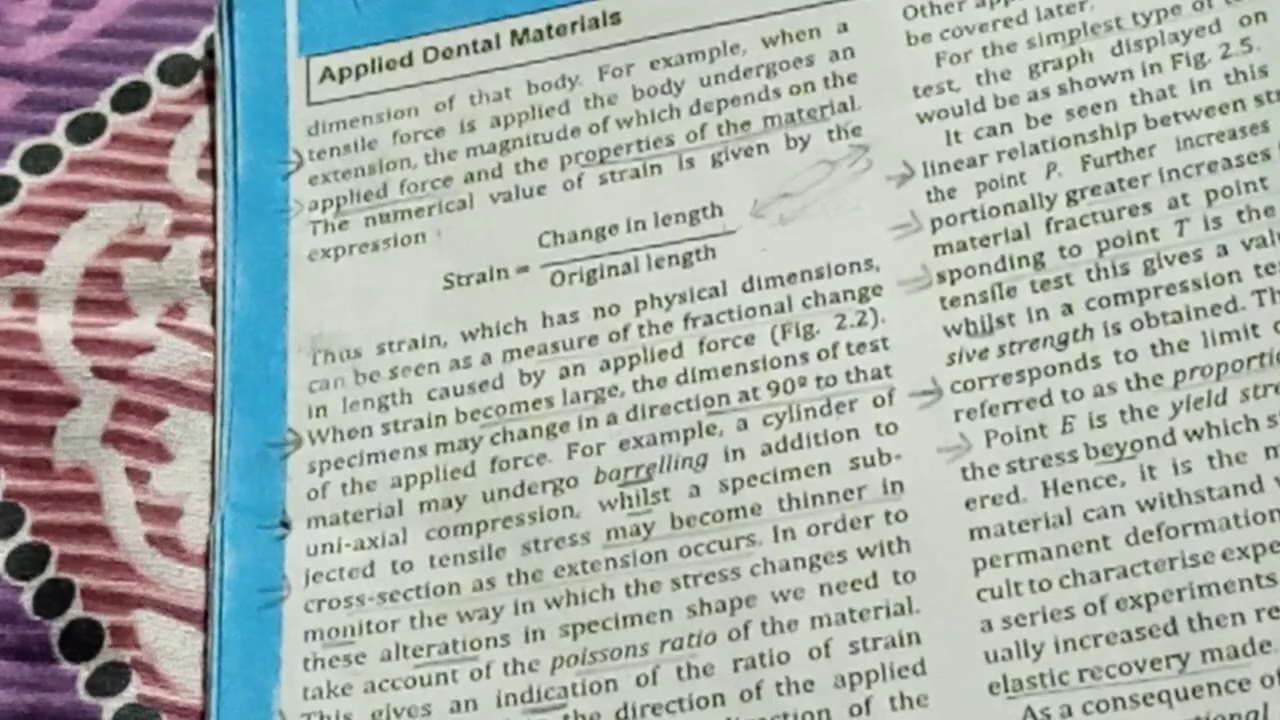 Applied Dental Materials
dimension of that body. For example, when a
tensile force is applied the body undergoes an
extension, the magnitude of which depends on the
applied force and the properties of the material.
The numerical value of strain is given by the
expression
Change in length
Strain =
Original length
Thus strain, which has no physical dimensions,
can be seen as a measure of the fractional change
in length caused by an applied force (Fig. 2.2).
When strain becomes large, the dimensions of test
specimens may change in a direction at 90º to that
of the applied force. For example, a cylinder of
material may undergo barrelling in addition to
uni-axial compression, whilst a specimen sub-
jected to tensile stress may become thinner in
cross-section as the extension occurs. In order to
monitor the way in which the stress changes with
these alterations in specimen shape we need to
take account of the poissons ratio of the material.
This gives an indication of the ratio of strain
the direction of the applied
of the
Other
be covered later.
For the simplest type of
test, the graph displayed on
would be as shown in Fig. 2.5.
It can be seen that in this
linear relationship between
the point P. Further increases
portionally greater increases
material fractures at point
sponding to point T is the
tensile test this gives a
whilst in a compression
sive strength is obtained.
corresponds to the limit
referred to as the
Point E is the yield
the stress beyond which
ered. Hence, it is the
material can withstand
permanent deformation
cult to characterise
a series of experiments
ually increased then
elastic recovery made.
As a consequence of